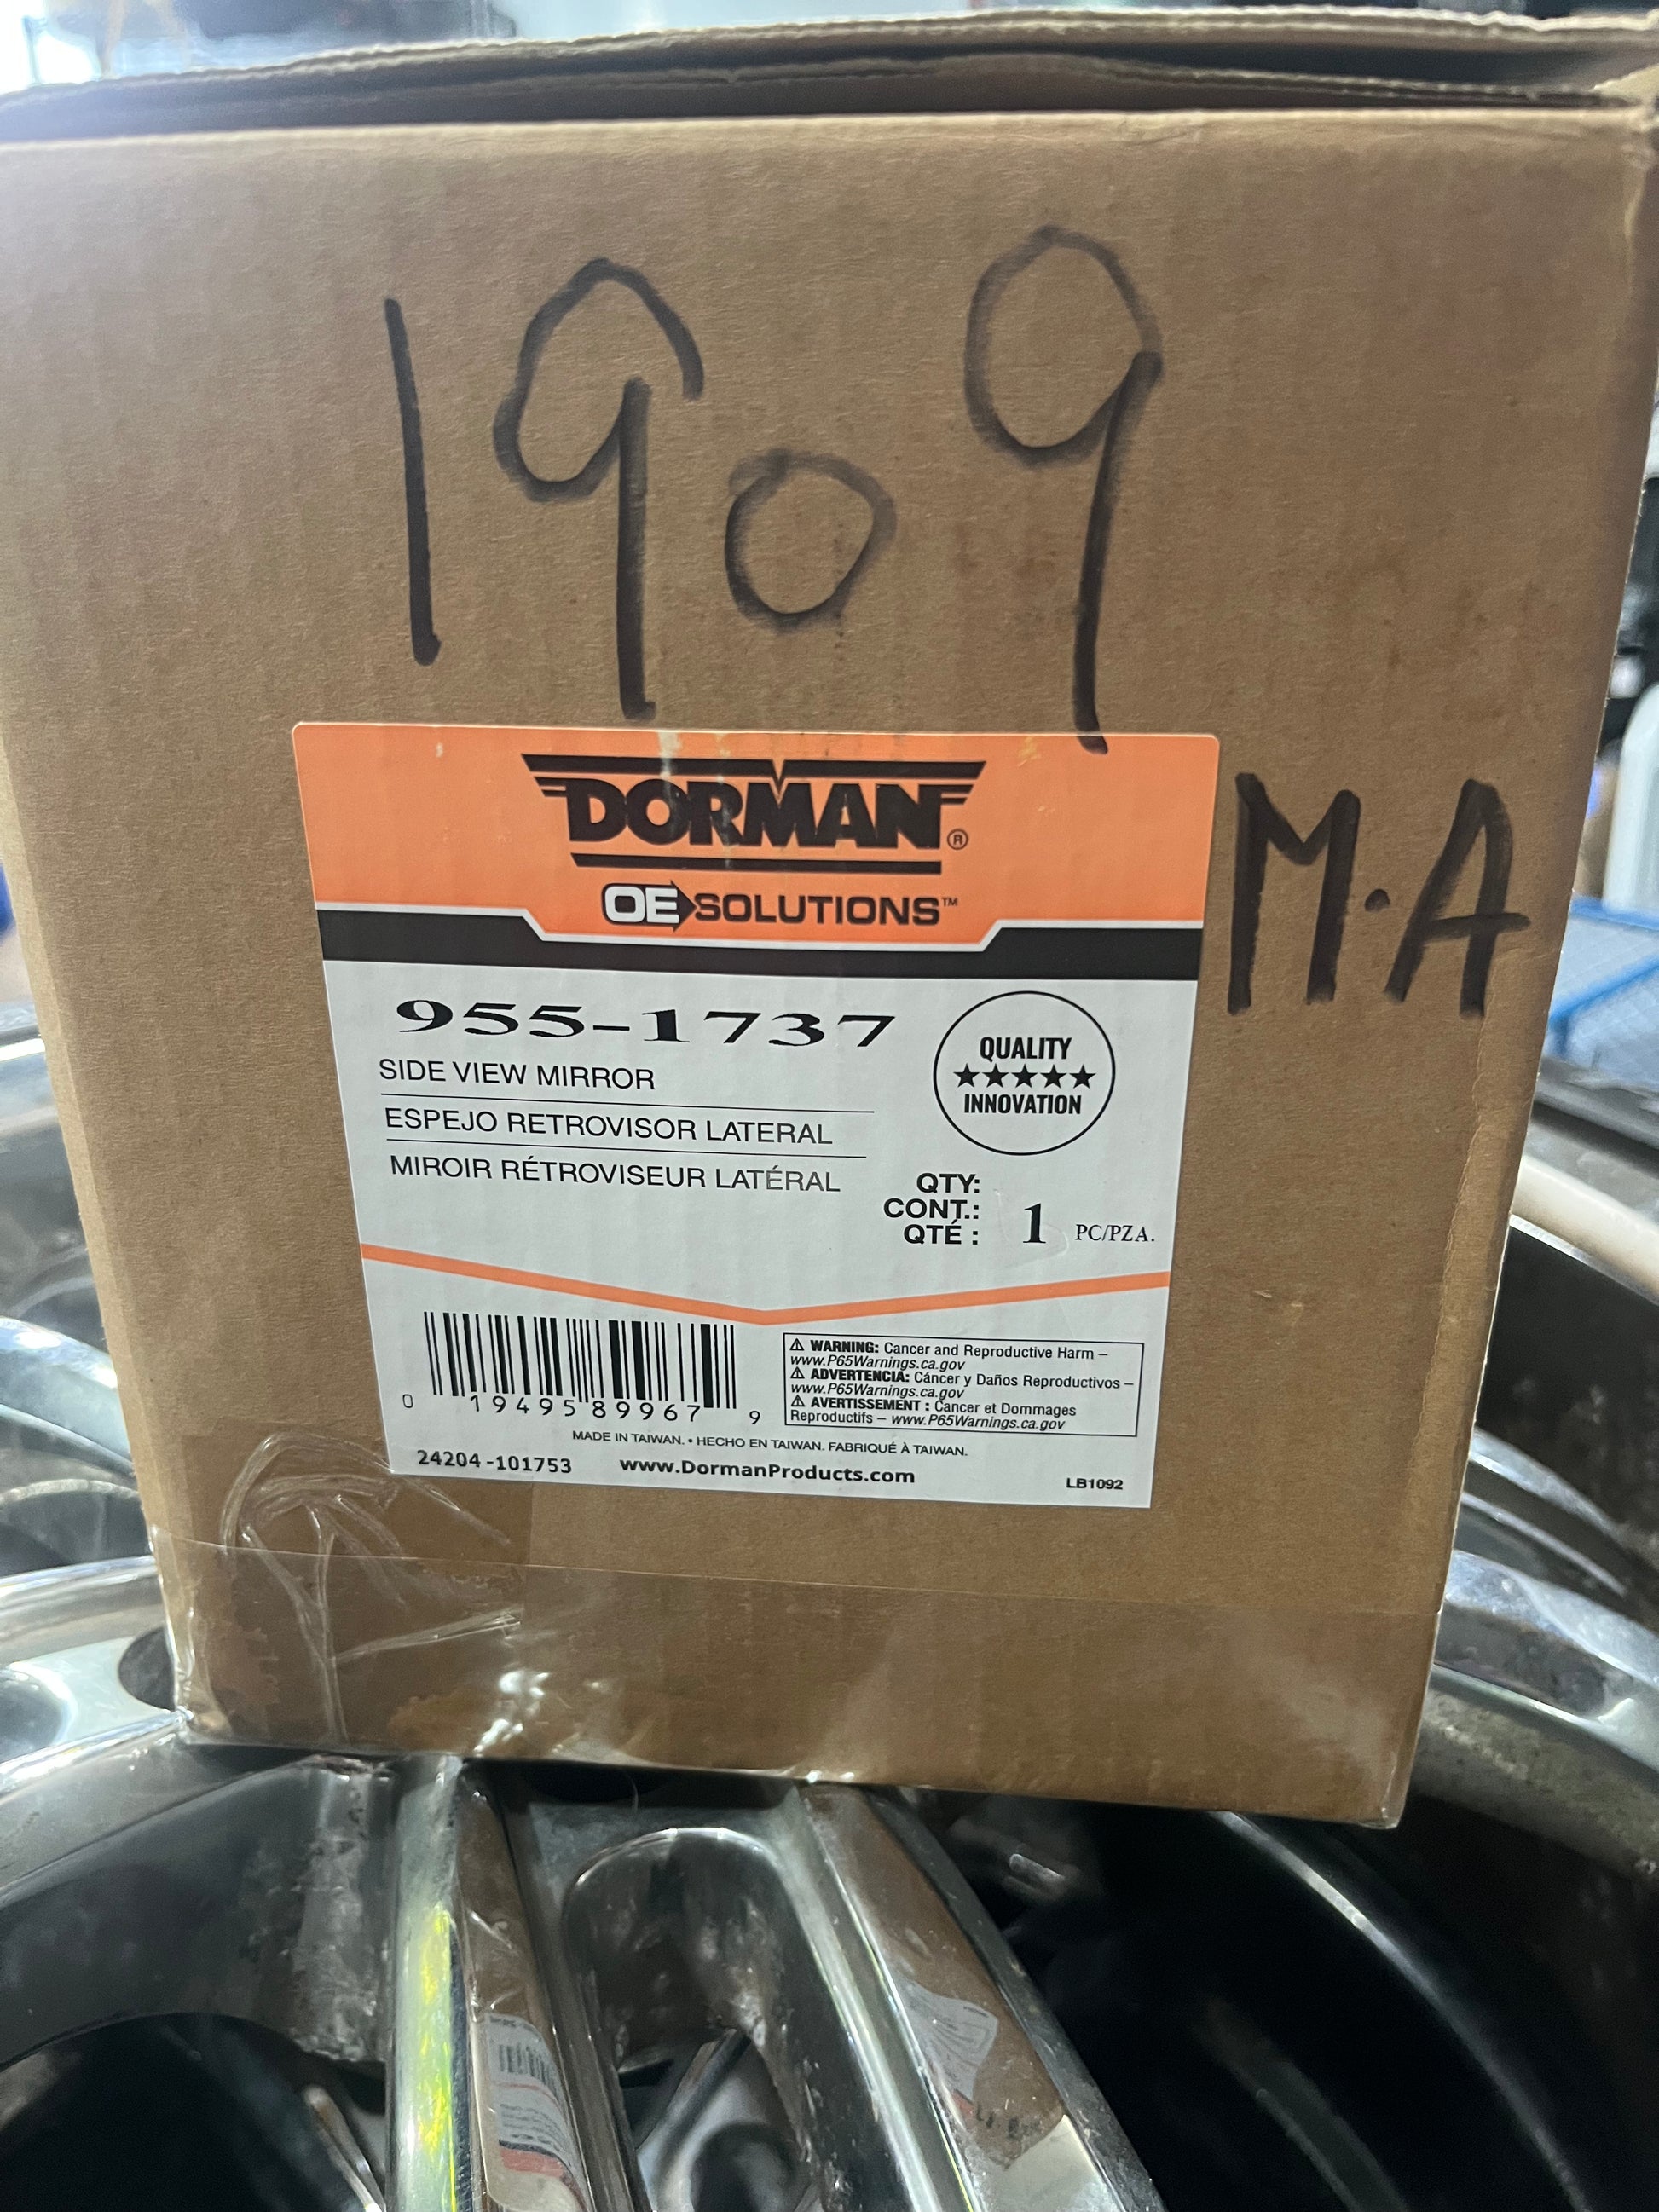 1909
M.A
DORMAN®
OE SOLUTIONS™
955-1737
SIDE VIEW MIRROR
ESPEJO RETROVISOR LATERAL
MIROIR RÉTROVISEUR LATÉRAL
QUALITY
★★★★★
INNOVATION
QTY:
CONT.:
QTÉ :
1 PC/PZA.
0 19495 89967 9
⚠ WARNING: Cancer and Reproductive Harm –
www.P65Warnings.ca.gov
⚠ ADVERTENCIA: Cáncer y Daños Reproductivos –
www.P65Warnings.ca.gov
⚠ AVERTISSEMENT : Cancer et Dommages
Reproductifs – www.P65Warnings.ca.gov
MADE IN TAIWAN. • HECHO EN TAIWAN. FABRIQUÉ À TAIWAN.
24204-101753 www.DormanProducts.com
LB1092